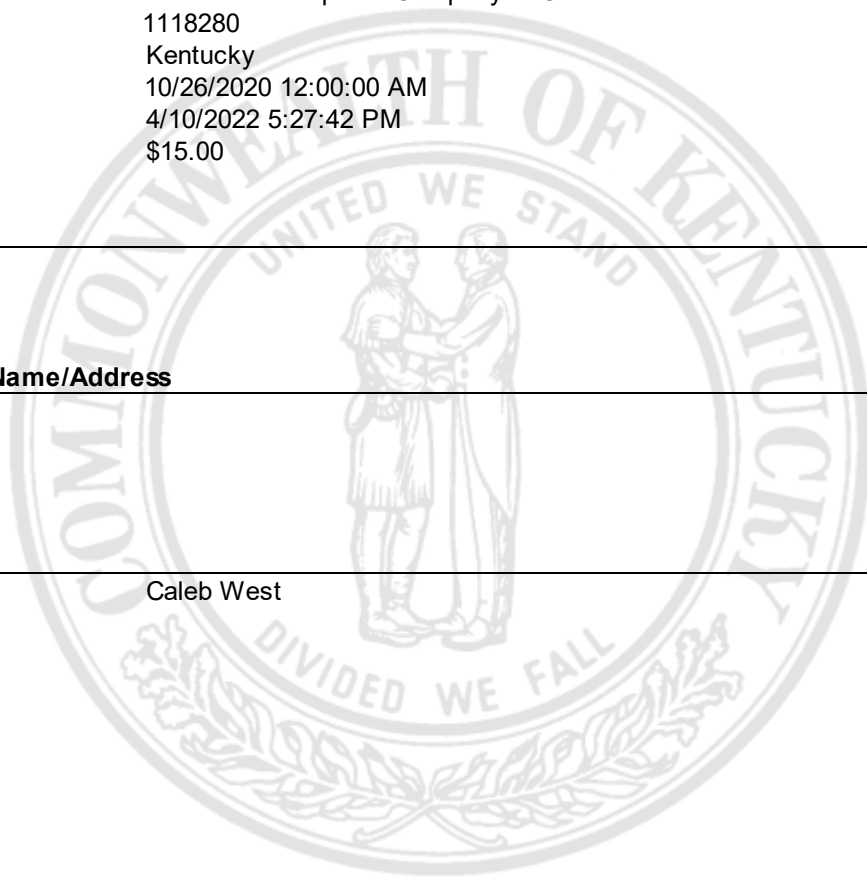 1118280
Kentucky
10/26/2020 12:00:00 AM
4/10/2022 5:27:42 PM
$15.00
COMMONWEALTH OF KENTUCKY
UNITED WE STAND
Name/Address
Caleb West
DIVIDED WE FALL